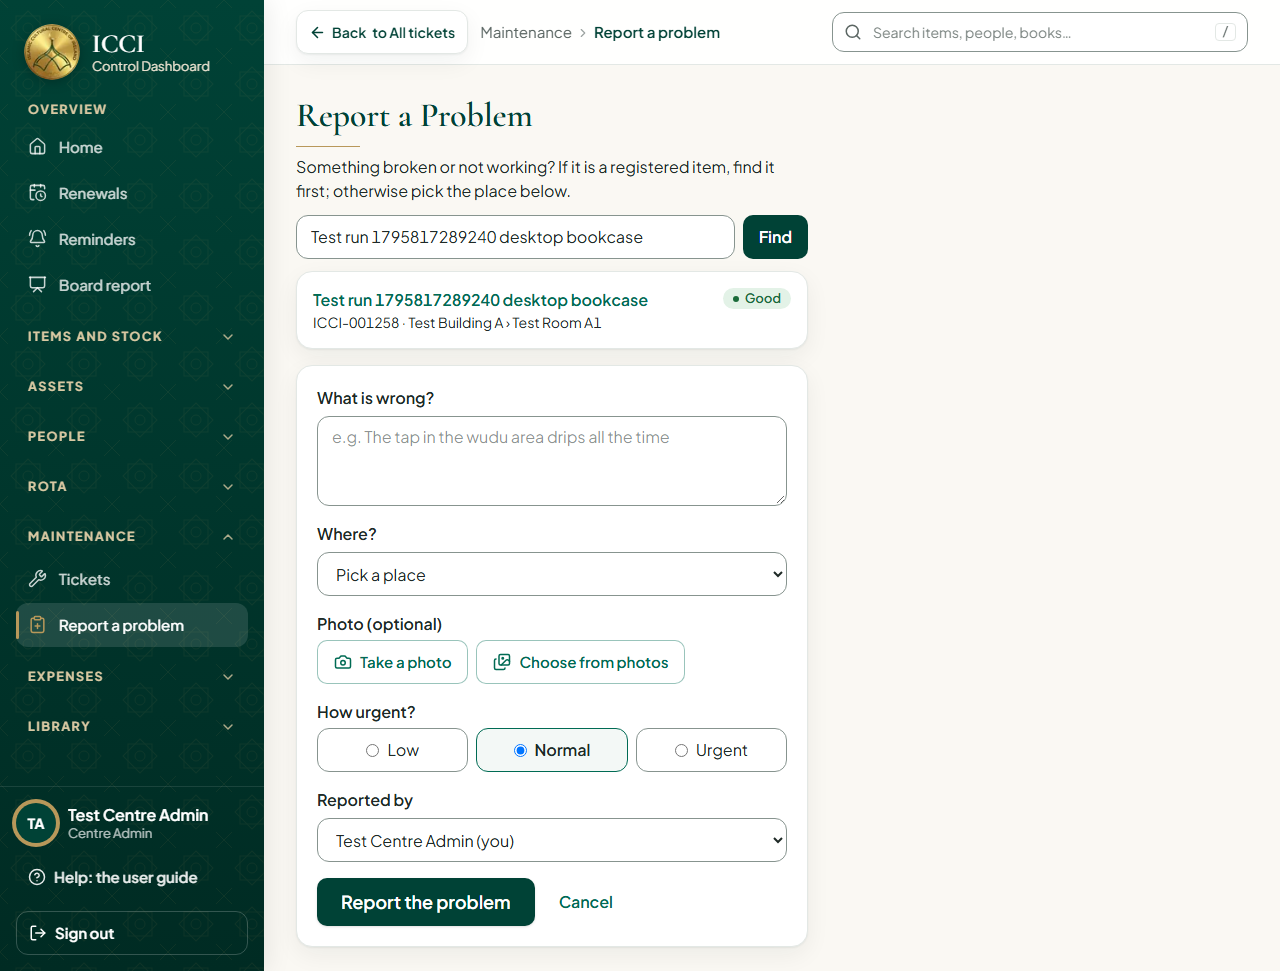 ICCI
Control Dashboard
OVERVIEW
Home
Renewals
Reminders
Board report
ITEMS AND STOCK
ASSETS
PEOPLE
ROTA
MAINTENANCE
Tickets
Report a problem
EXPENSES
LIBRARY
TA
Test Centre Admin
Centre Admin
Help: the user guide
Sign out
Back to All tickets
Maintenance › Report a problem
Search items, people, books... /
Report a Problem
Something broken or not working? If it is a registered item, find it
first; otherwise pick the place below.
Test run 1795817289240 desktop bookcase
Find
Test run 1795817289240 desktop bookcase
Good
ICCI-001258 · Test Building A › Test Room A1
What is wrong?
e.g. The tap in the wudu area drips all the time
Where?
Pick a place
Photo (optional)
Take a photo
Choose from photos
How urgent?
Low
Normal
Urgent
Reported by
Test Centre Admin (you)
Report the problem
Cancel